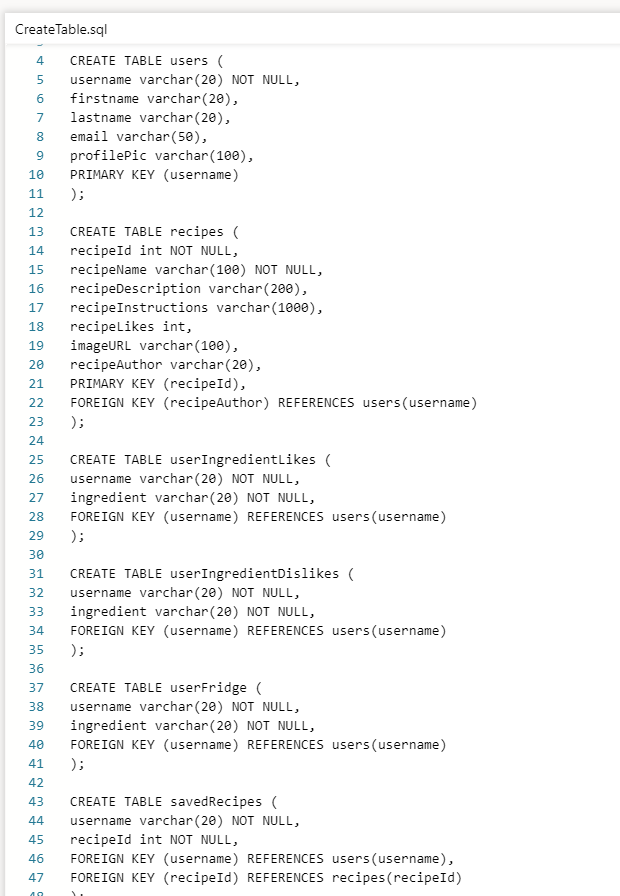 CreateTable.sql
4 CREATE TABLE users (
5 username varchar(20) NOT NULL,
6 firstname varchar(20),
7 lastname varchar(20),
8 email varchar(50),
9 profilePic varchar(100),
10 PRIMARY KEY (username)
11 );
12
13 CREATE TABLE recipes (
14 recipeId int NOT NULL,
15 recipeName varchar(100) NOT NULL,
16 recipeDescription varchar(200),
17 recipeInstructions varchar(1000),
18 recipeLikes int,
19 imageURL varchar(100),
20 recipeAuthor varchar(20),
21 PRIMARY KEY (recipeId),
22 FOREIGN KEY (recipeAuthor) REFERENCES users(username)
23 );
24
25 CREATE TABLE userIngredientLikes (
26 username varchar(20) NOT NULL,
27 ingredient varchar(20) NOT NULL,
28 FOREIGN KEY (username) REFERENCES users(username)
29 );
30
31 CREATE TABLE userIngredientDislikes (
32 username varchar(20) NOT NULL,
33 ingredient varchar(20) NOT NULL,
34 FOREIGN KEY (username) REFERENCES users(username)
35 );
36
37 CREATE TABLE userFridge (
38 username varchar(20) NOT NULL,
39 ingredient varchar(20) NOT NULL,
40 FOREIGN KEY (username) REFERENCES users(username)
41 );
42
43 CREATE TABLE savedRecipes (
44 username varchar(20) NOT NULL,
45 recipeId int NOT NULL,
46 FOREIGN KEY (username) REFERENCES users(username),
47 FOREIGN KEY (recipeId) REFERENCES recipes(recipeId)
48 );